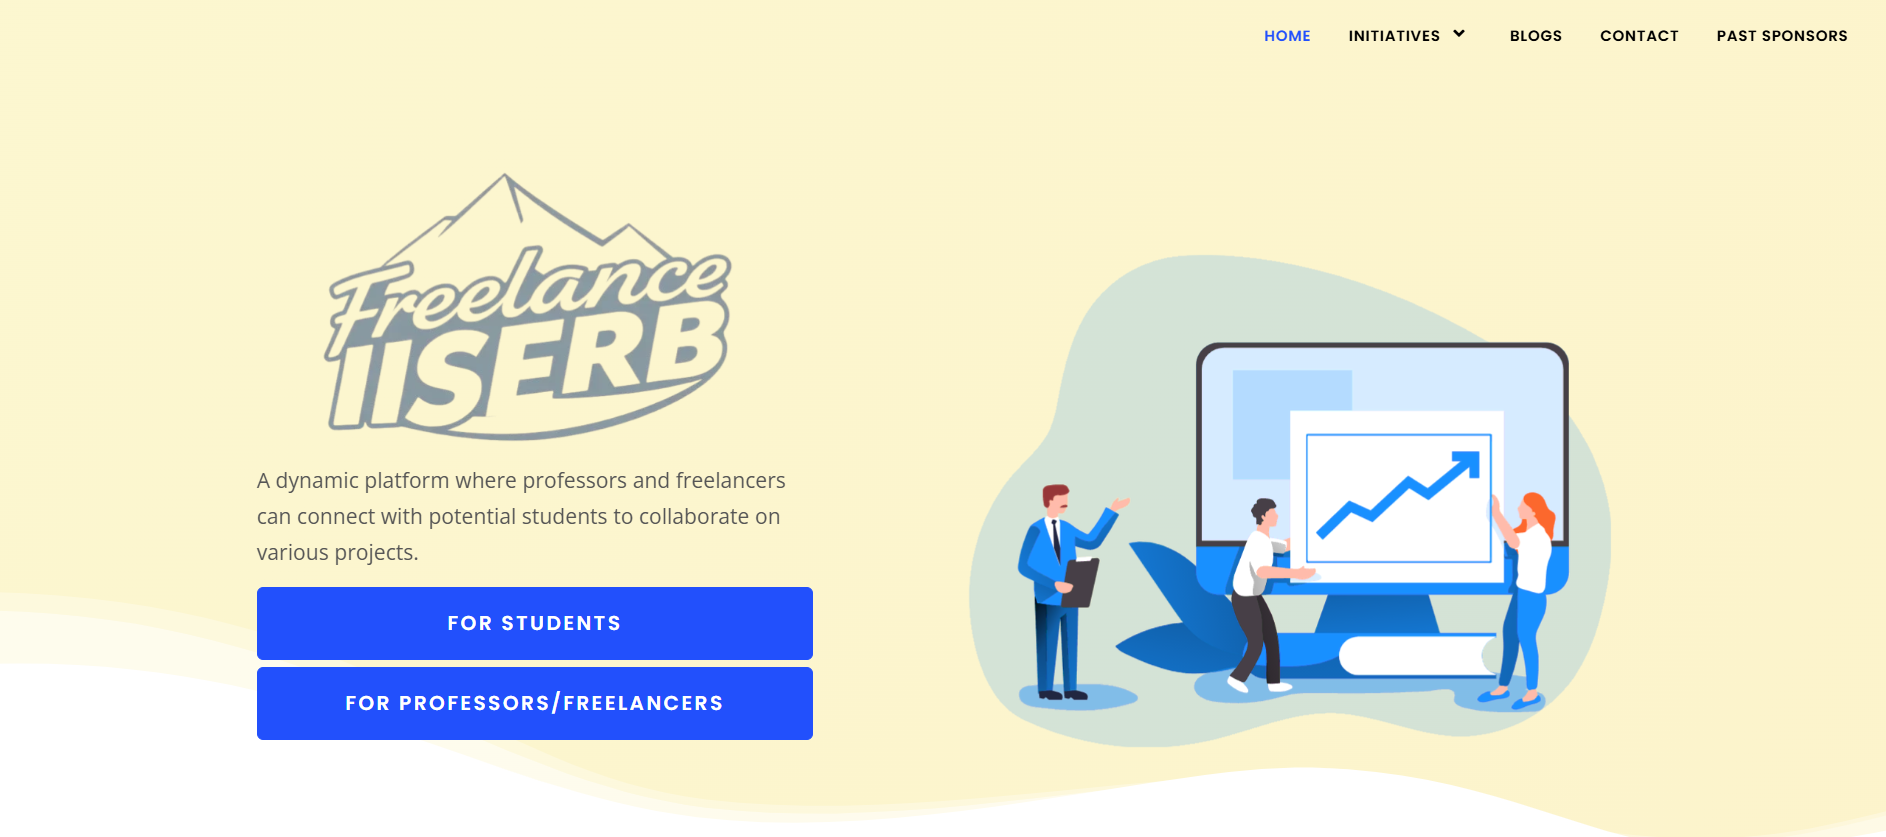 HOME INITIATIVES BLOGS CONTACT PAST SPONSORS
Freelance
IISERB
A dynamic platform where professors and freelancers
can connect with potential students to collaborate on
various projects.
FOR STUDENTS
FOR PROFESSORS/FREELANCERS